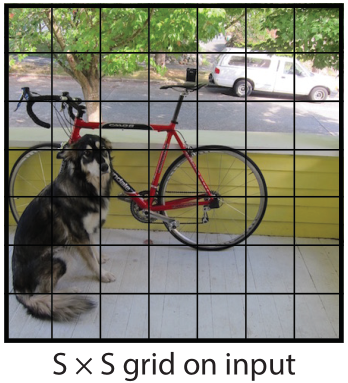 S × S grid on input